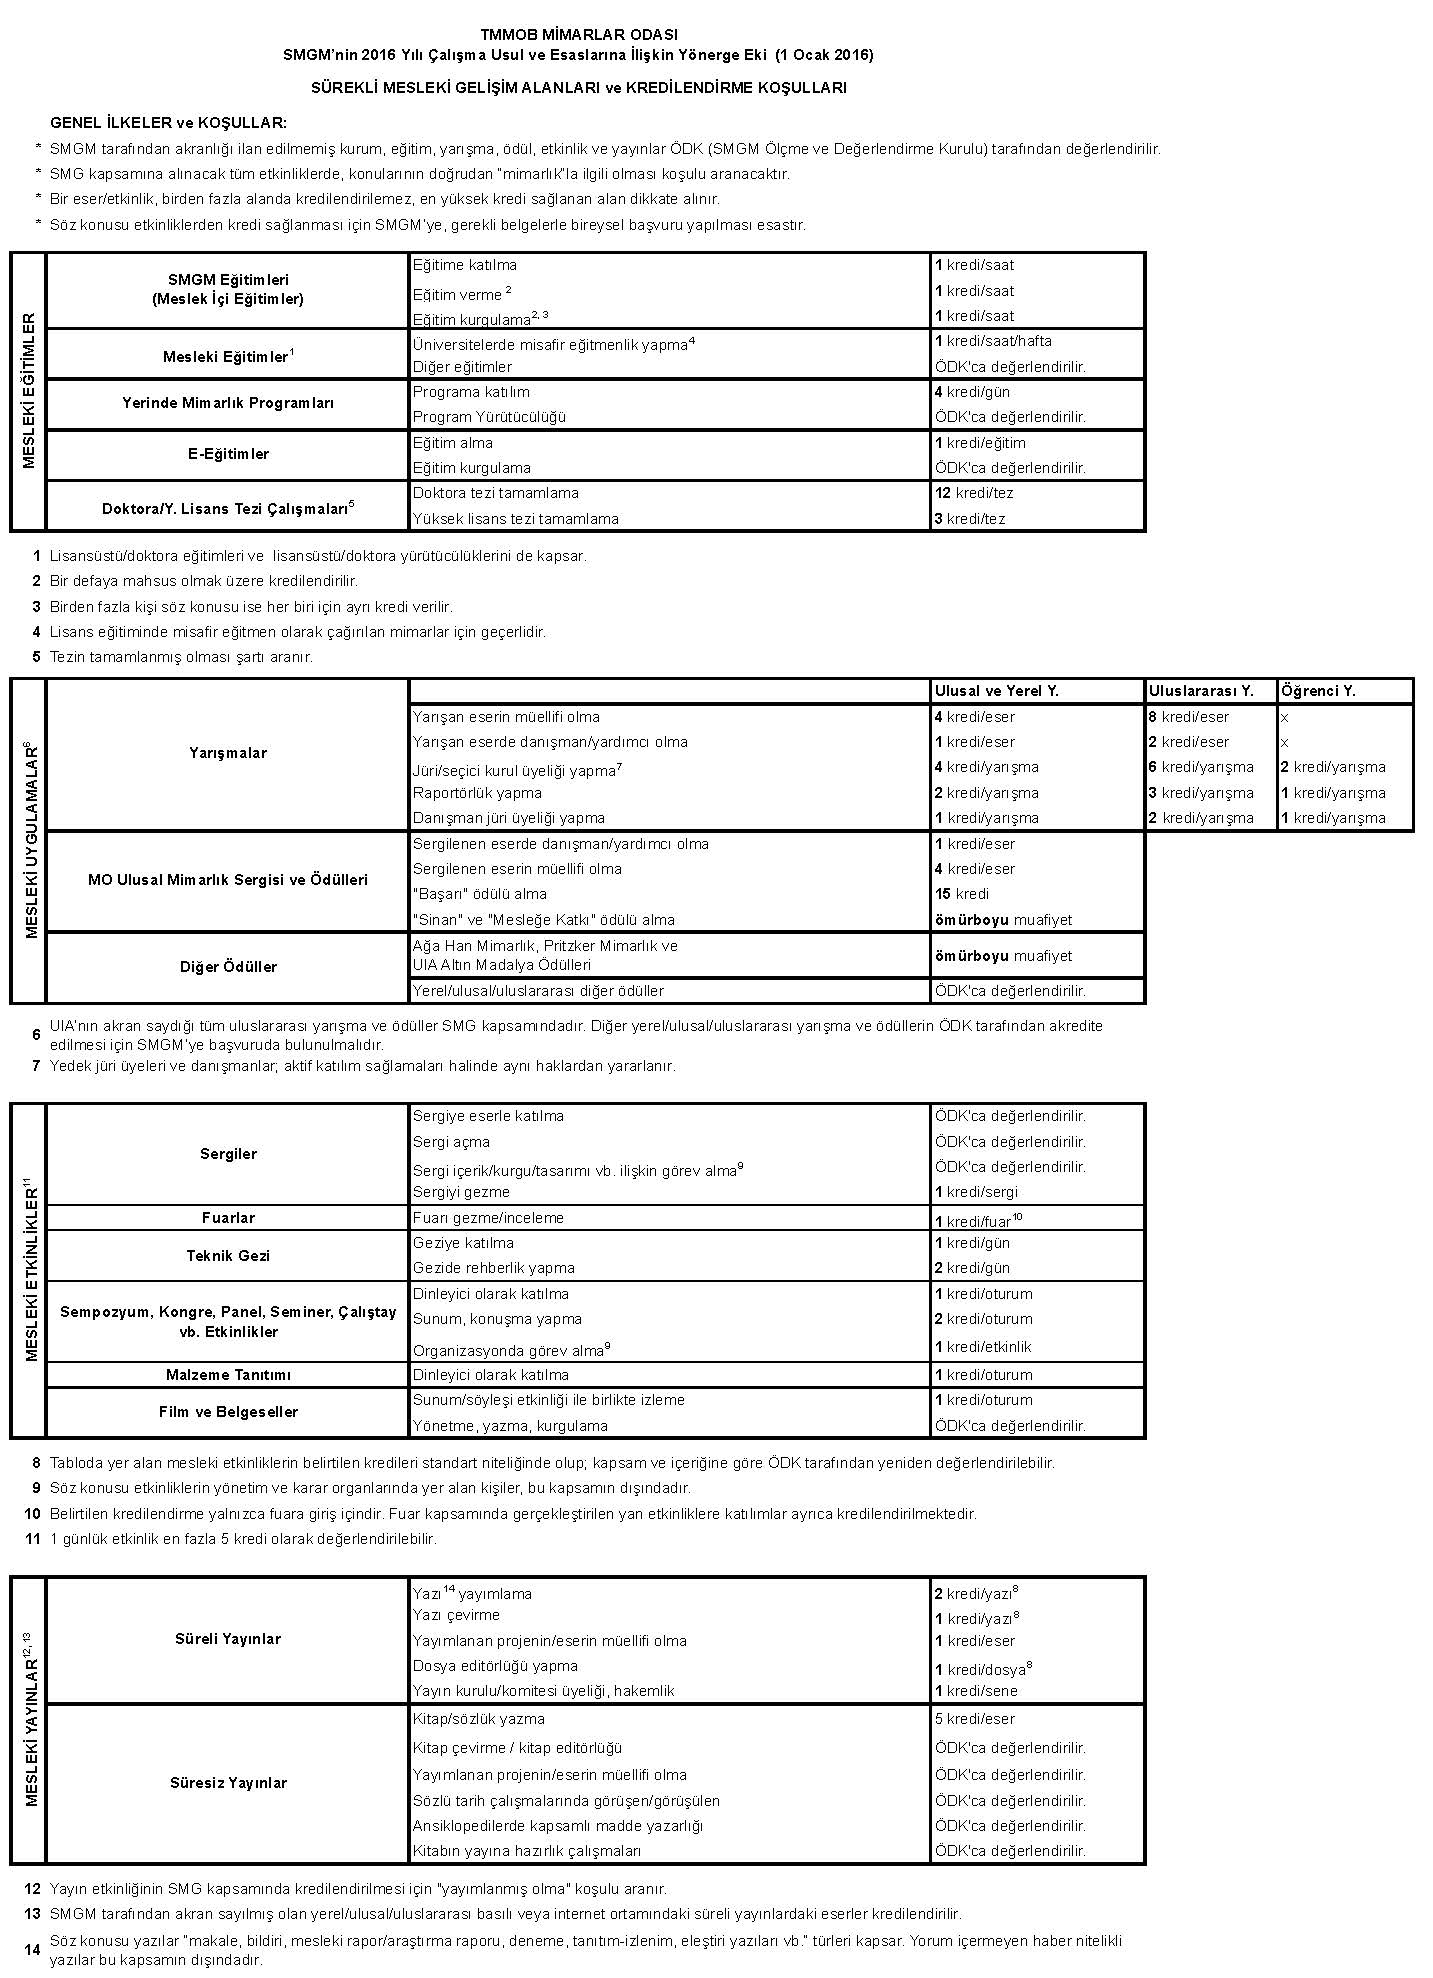 TMMOB MİMARLAR ODASI
SMGM’nin 2016 Yılı Çalışma Usul ve Esaslarına İlişkin Yönerge Eki (1 Ocak 2016)
SÜREKLİ MESLEKİ GELİŞİM ALANLARI ve KREDİLENDİRME KOŞULLARI
GENEL İLKELER ve KOŞULLAR:
* SMGM tarafından akranlığı ilan edilmemiş kurum, eğitim, yarışma, ödül, etkinlik ve yayınlar ÖDK (SMGM Ölçme ve Değerlendirme Kurulu) tarafından değerlendirilir.
* SMG kapsamına alınacak tüm etkinliklerde, konularının doğrudan “mimarlık”la ilgili olması koşulu aranacaktır.
* Bir eser/etkinlik, birden fazla alanda kredilendirilemez, en yüksek kredi sağlanan alan dikkate alınır.
* Söz konusu etkinliklerden kredi sağlanması için SMGM’ye, gerekli belgelerle bireysel başvuru yapılması esastır.
MESLEKİ EĞİTİMLER
SMGM Eğitimleri
(Meslek İçi Eğitimler)
Eğitime katılma 1 kredi/saat
Eğitim verme 2 1 kredi/saat
Eğitim kurgulama2, 3 1 kredi/saat
Mesleki Eğitimler1
Üniversitelerde misafir eğitmenlik yapma4 1 kredi/saat/hafta
Diğer eğitimler ÖDK'ca değerlendirilir.
Yerinde Mimarlık Programları
Programa katılım 4 kredi/gün
Program Yürütücülüğü ÖDK'ca değerlendirilir.
E-Eğitimler
Eğitim alma 1 kredi/eğitim
Eğitim kurgulama ÖDK'ca değerlendirilir.
Doktora/Y. Lisans Tezi Çalışmaları5
Doktora tezi tamamlama 12 kredi/tez
Yüksek lisans tezi tamamlama 3 kredi/tez
1 Lisansüstü/doktora eğitimleri ve lisansüstü/doktora yürütücülüklerini de kapsar.
2 Bir defaya mahsus olmak üzere kredilendirilir.
3 Birden fazla kişi söz konusu ise her biri için ayrı kredi verilir.
4 Lisans eğitiminde misafir eğitmen olarak çağırılan mimarlar için geçerlidir.
5 Tezin tamamlanmış olması şartı aranır.
MESLEKİ UYGULAMALAR6
Ulusal ve Yerel Y. Uluslararası Y. Öğrenci Y.
Yarışmalar
Yarışan eserin müellifi olma 4 kredi/eser 8 kredi/eser x
Yarışan eserde danışman/yardımcı olma 1 kredi/eser 2 kredi/eser x
Jüri/seçici kurul üyeliği yapma7 4 kredi/yarışma 6 kredi/yarışma 2 kredi/yarışma
Raportörlük yapma 2 kredi/yarışma 3 kredi/yarışma 1 kredi/yarışma
Danışman jüri üyeliği yapma 1 kredi/yarışma 2 kredi/yarışma 1 kredi/yarışma
MO Ulusal Mimarlık Sergisi ve Ödülleri
Sergilenen eserde danışman/yardımcı olma 1 kredi/eser
Sergilenen eserin müellifi olma 4 kredi/eser
"Başarı" ödülü alma 15 kredi
"Sinan" ve "Mesleğe Katkı" ödülü alma ömürboyu muafiyet
Diğer Ödüller
Ağa Han Mimarlık, Pritzker Mimarlık ve
UIA Altın Madalya Ödülleri ömürboyu muafiyet
Yerel/ulusal/uluslararası diğer ödüller ÖDK'ca değerlendirilir.
6 UIA’nın akran saydığı tüm uluslararası yarışma ve ödüller SMG kapsamındadır. Diğer yerel/ulusal/uluslararası yarışma ve ödüllerin ÖDK tarafından akredite
edilmesi için SMGM’ye başvuruda bulunulmalıdır.
7 Yedek jüri üyeleri ve danışmanlar; aktif katılım sağlamaları halinde aynı haklardan yararlanır.
MESLEKİ ETKİNLİKLER11
Sergiler
Sergiye eserle katılma ÖDK'ca değerlendirilir.
Sergi açma ÖDK'ca değerlendirilir.
Sergi içerik/kurgu/tasarımı vb. ilişkin görev alma9 ÖDK'ca değerlendirilir.
Sergiyi gezme 1 kredi/sergi
Fuarlar Fuarı gezme/inceleme 1 kredi/fuar10
Teknik Gezi
Geziye katılma 1 kredi/gün
Gezide rehberlik yapma 2 kredi/gün
Sempozyum, Kongre, Panel, Seminer, Çalıştay
vb. Etkinlikler
Dinleyici olarak katılma 1 kredi/oturum
Sunum, konuşma yapma 2 kredi/oturum
Organizasyonda görev alma9 1 kredi/etkinlik
Malzeme Tanıtımı Dinleyici olarak katılma 1 kredi/oturum
Film ve Belgeseller
Sunum/söyleşi etkinliği ile birlikte izleme 1 kredi/oturum
Yönetme, yazma, kurgulama ÖDK'ca değerlendirilir.
8 Tabloda yer alan mesleki etkinliklerin belirtilen kredileri standart niteliğinde olup; kapsam ve içeriğine göre ÖDK tarafından yeniden değerlendirilebilir.
9 Söz konusu etkinliklerin yönetim ve karar organlarında yer alan kişiler, bu kapsamın dışındadır.
10 Belirtilen kredilendirme yalnızca fuara giriş içindir. Fuar kapsamında gerçekleştirilen yan etkinliklere katılımlar ayrıca kredilendirilmektedir.
11 1 günlük etkinlik en fazla 5 kredi olarak değerlendirilebilir.
MESLEKİ YAYINLAR12, 13
Süreli Yayınlar
Yazı14 yayımlama 2 kredi/yazı8
Yazı çevirme 1 kredi/yazı8
Yayımlanan projenin/eserin müellifi olma 1 kredi/eser
Dosya editörlüğü yapma 1 kredi/dosya8
Yayın kurulu/komitesi üyeliği, hakemlik 1 kredi/sene
Süresiz Yayınlar
Kitap/sözlük yazma 5 kredi/eser
Kitap çevirme / kitap editörlüğü ÖDK'ca değerlendirilir.
Yayımlanan projenin/eserin müellifi olma ÖDK'ca değerlendirilir.
Sözlü tarih çalışmalarında görüşen/görüşülen ÖDK'ca değerlendirilir.
Ansiklopedilerde kapsamlı madde yazarlığı ÖDK'ca değerlendirilir.
Kitabın yayına hazırlık çalışmaları ÖDK'ca değerlendirilir.
12 Yayın etkinliğinin SMG kapsamında kredilendirilmesi için "yayımlanmış olma" koşulu aranır.
13 SMGM tarafından akran sayılmış olan yerel/ulusal/uluslararası basılı veya internet ortamındaki süreli yayınlardaki eserler kredilendirilir.
14 Söz konusu yazılar “makale, bildiri, mesleki rapor/araştırma raporu, deneme, tanıtım-izlenim, eleştiri yazıları vb.” türleri kapsar. Yorum içermeyen haber nitelikli
yazılar bu kapsamın dışındadır.